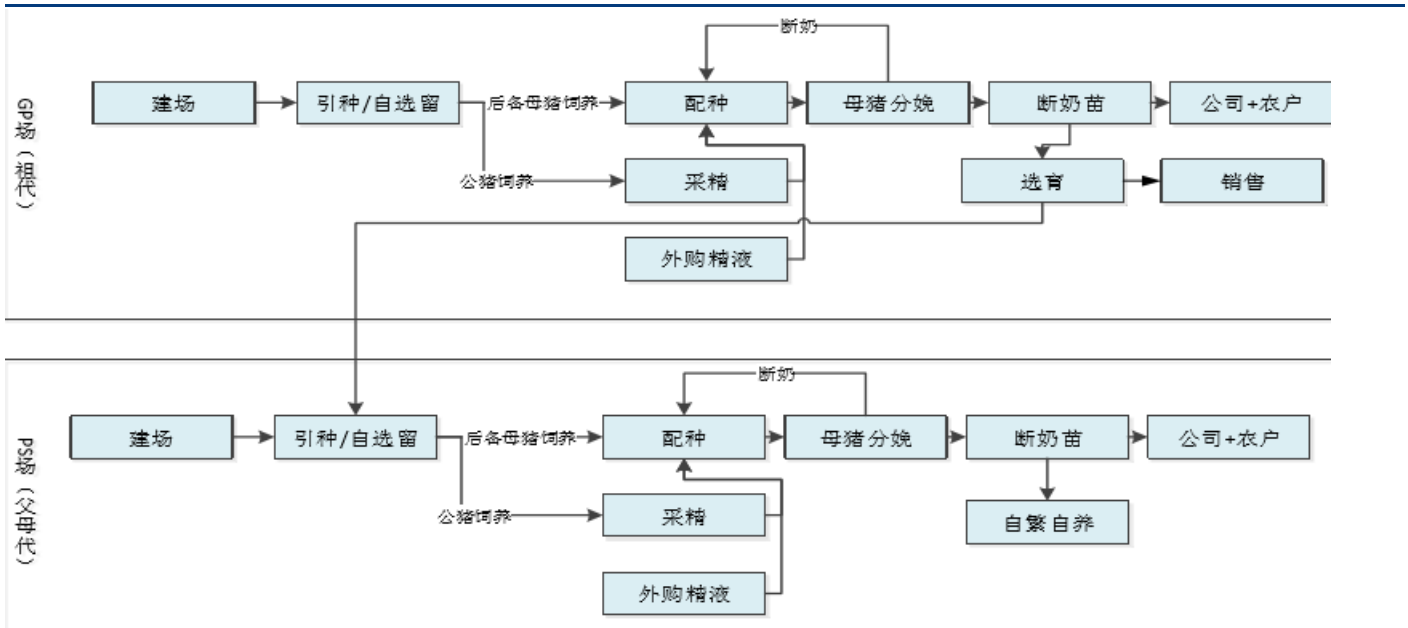 断奶
GP场（祖代）
建场
引种/自选留
后备母猪饲养
配种
母猪分娩
断奶苗
公司+农户
公猪饲养
采精
选育
销售
外购精液
断奶
PS场（父母代）
建场
引种/自选留
后备母猪饲养
配种
母猪分娩
断奶苗
公司+农户
公猪饲养
采精
自繁自养
外购精液